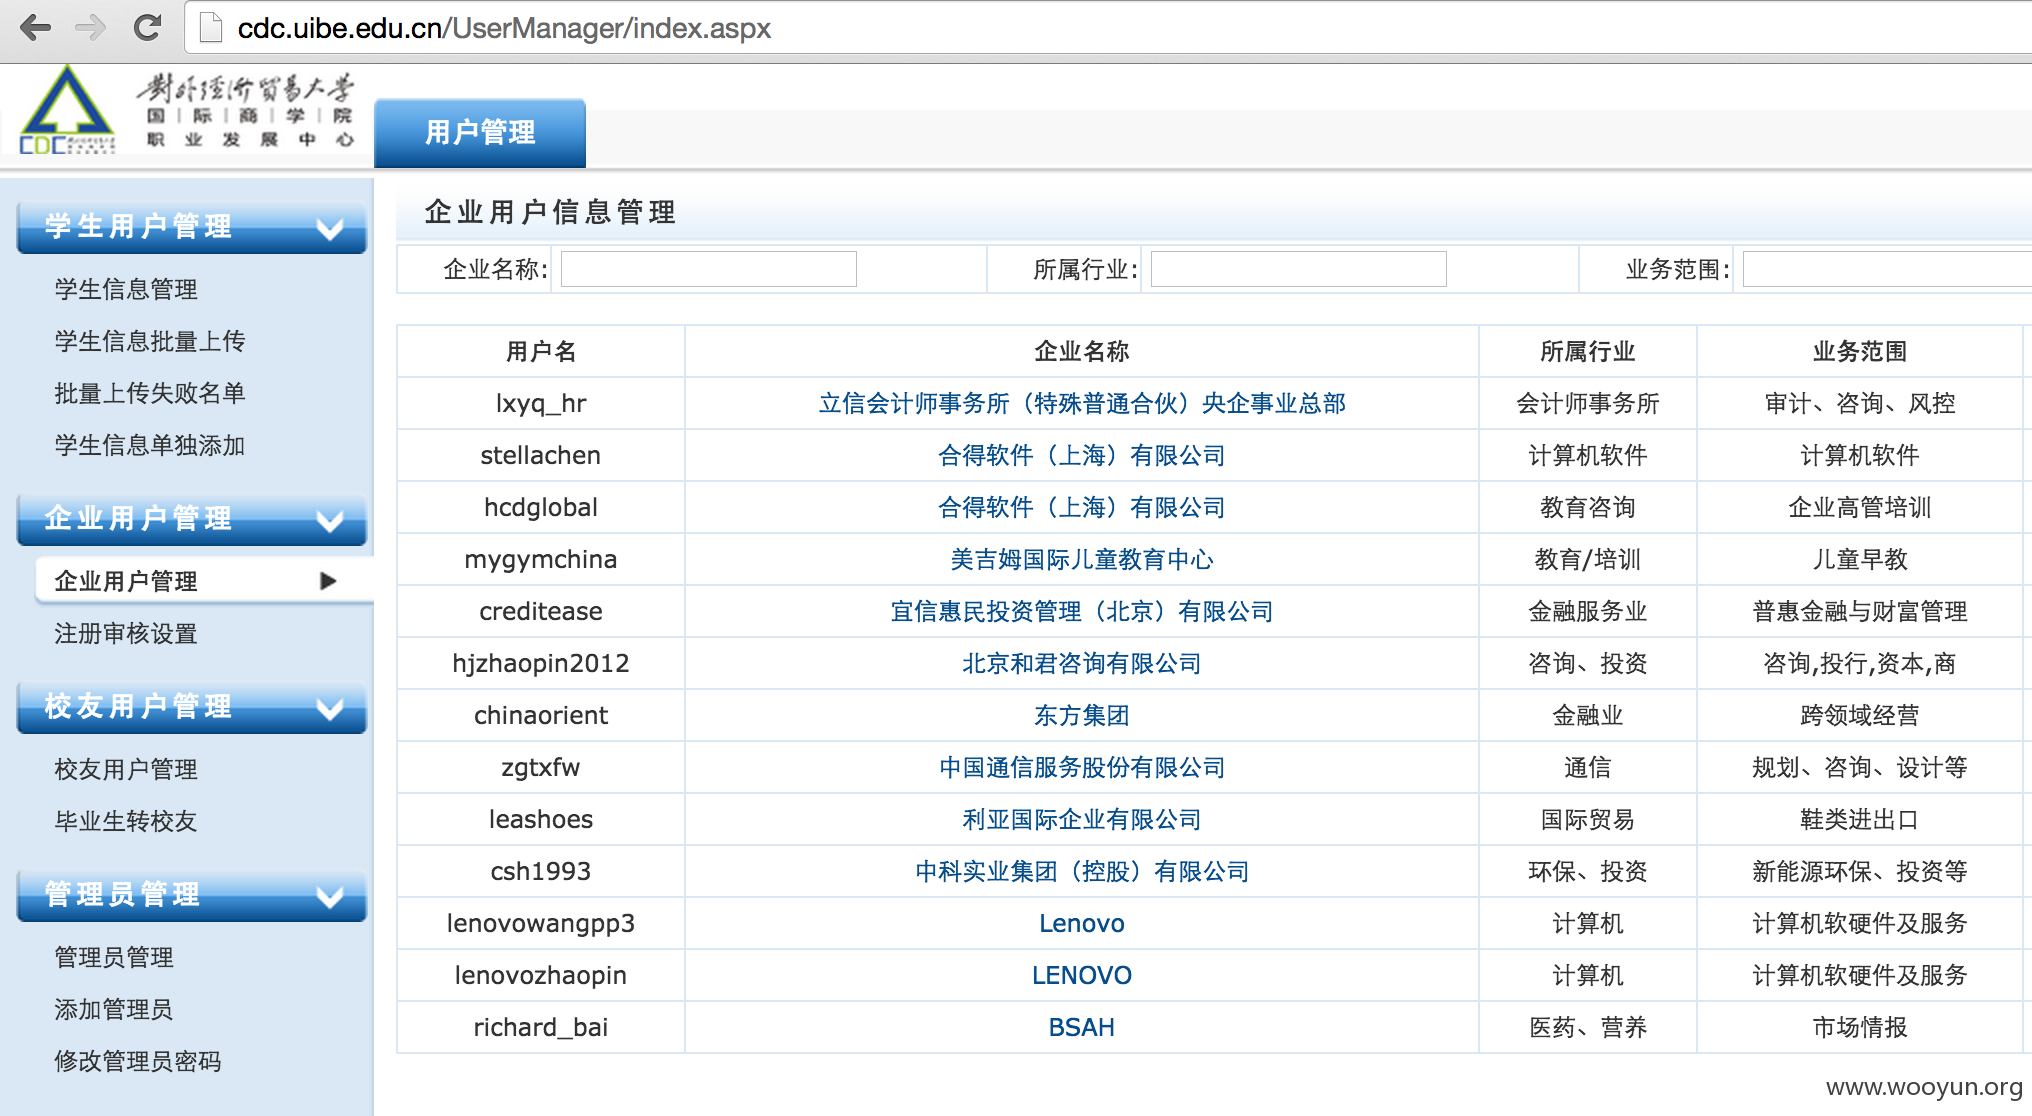 cdc.uibe.edu.cn/UserManager/index.aspx
对外经济贸易大学
国|际|商|学|院
职业发展中心
CDC
用户管理
学生用户管理
学生信息管理
学生信息批量上传
批量上传失败名单
学生信息单独添加
企业用户管理
企业用户管理
注册审核设置
校友用户管理
校友用户管理
毕业生转校友
管理员管理
管理员管理
添加管理员
修改管理员密码
企业用户信息管理
企业名称: 所属行业: 业务范围:
用户名 企业名称 所属行业 业务范围
lxyq_hr 立信会计师事务所（特殊普通合伙）央企事业总部 会计师事务所 审计、咨询、风控
stellachen 合得软件（上海）有限公司 计算机软件 计算机软件
hcdglobal 合得软件（上海）有限公司 教育咨询 企业高管培训
mygymchina 美吉姆国际儿童教育中心 教育/培训 儿童早教
creditease 宜信惠民投资管理（北京）有限公司 金融服务业 普惠金融与财富管理
hjzhaopin2012 北京和君咨询有限公司 咨询、投资 咨询,投行,资本,商
chinaorient 东方集团 金融业 跨领域经营
zgtxfw 中国通信服务股份有限公司 通信 规划、咨询、设计等
leashoes 利亚国际企业有限公司 国际贸易 鞋类进出口
csh1993 中科实业集团（控股）有限公司 环保、投资 新能源环保、投资等
lenovowangpp3 Lenovo 计算机 计算机软硬件及服务
lenovozhaopin LENOVO 计算机 计算机软硬件及服务
richard_bai BSAH 医药、营养 市场情报
www.wooyun.org